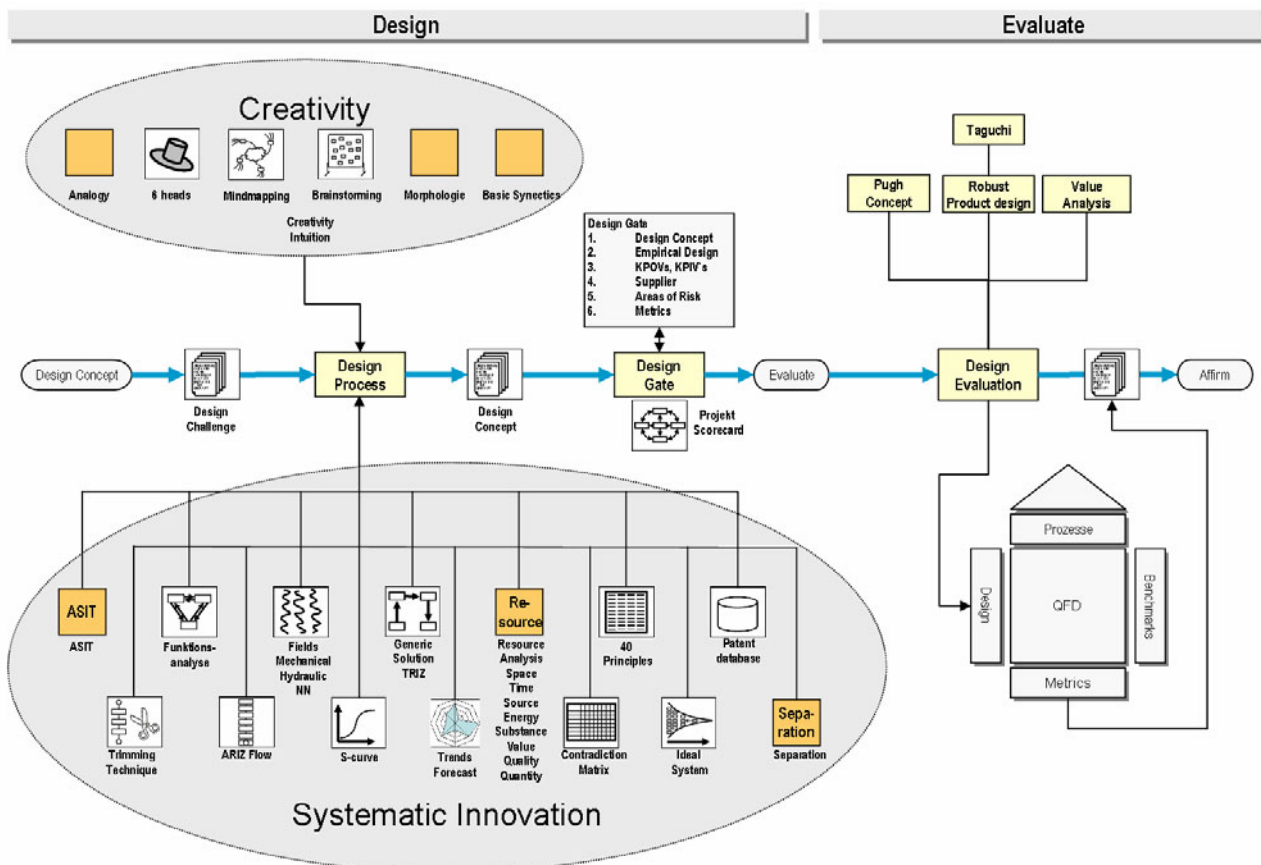 Design
Evaluate
Creativity
Analogy
6 heads
Mindmapping
Brainstorming
Morphologie
Basic Synectics
Creativity
Intuition
Design Gate
1. Design Concept
2. Empirical Design
3. KPOVs, KPIV`s
4. Supplier
5. Areas of Risk
6. Metrics
Taguchi
Pugh
Concept
Robust
Product design
Value
Analysis
Design Concept
Design
Challenge
Design
Process
Design
Concept
Design
Gate
Projekt
Scorecard
Evaluate
Design
Evaluation
Affirm
Prozesse
Design
QFD
Benchmarks
Metrics
ASIT
ASIT
Funktions-
analyse
Fields
Mechanical
Hydraulic
NN
Generic
Solution
TRIZ
Re-
source
Resource
Analysis
Space
Time
Source
Energy
Substance
Value
Quality
Quantity
40
Principles
Patent
database
Trimming
Technique
ARIZ Flow
S-curve
Trends
Forecast
Contradiction
Matrix
Ideal
System
Sepa-
ration
Separation
Systematic Innovation